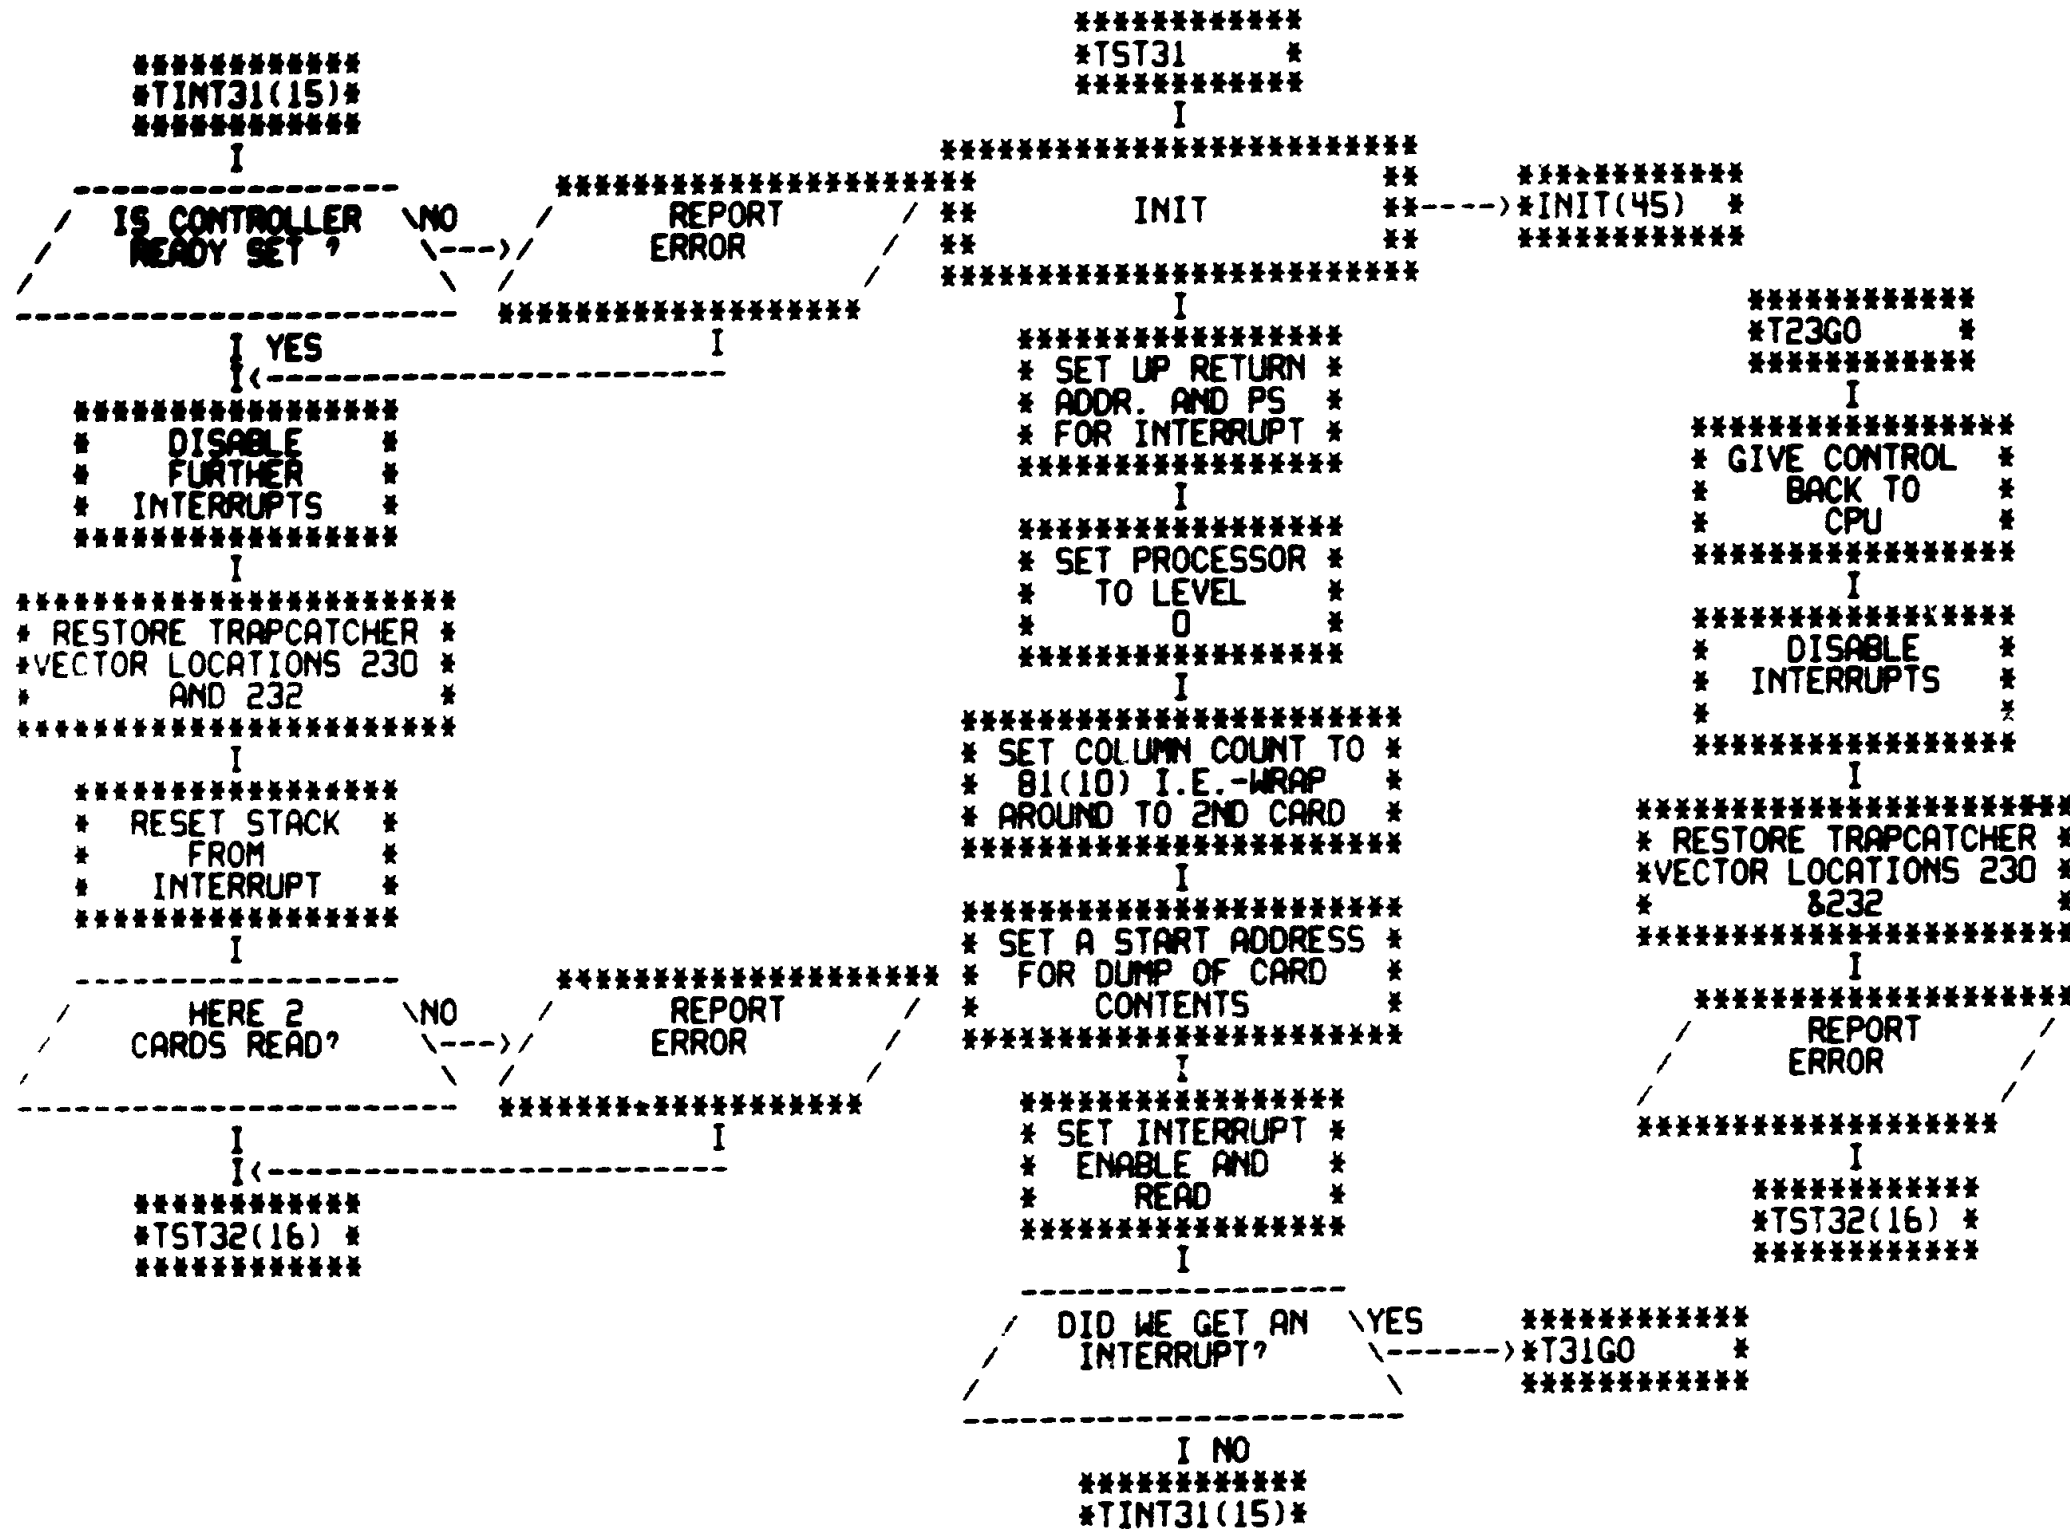 TINT31(15)
IS CONTROLLER
READY SET ?
NO
REPORT
ERROR
YES
DISABLE
FURTHER
INTERRUPTS
RESTORE TRAPCATCHER
VECTOR LOCATIONS 230
AND 232
RESET STACK
FROM
INTERRUPT
HERE 2
CARDS READ?
NO
REPORT
ERROR
TST32(16)
TST31
INIT
INIT(45)
SET UP RETURN
ADDR. AND PS
FOR INTERRUPT
SET PROCESSOR
TO LEVEL
0
SET COLUMN COUNT TO
81(10) I.E.-WRAP
AROUND TO 2ND CARD
SET A START ADDRESS
FOR DUMP OF CARD
CONTENTS
SET INTERRUPT
ENABLE AND
READ
DID WE GET AN
INTERRUPT?
YES
T31GO
NO
TINT31(15)
T23GO
GIVE CONTROL
BACK TO
CPU
DISABLE
INTERRUPTS
RESTORE TRAPCATCHER
VECTOR LOCATIONS 230
&232
REPORT
ERROR
TST32(16)